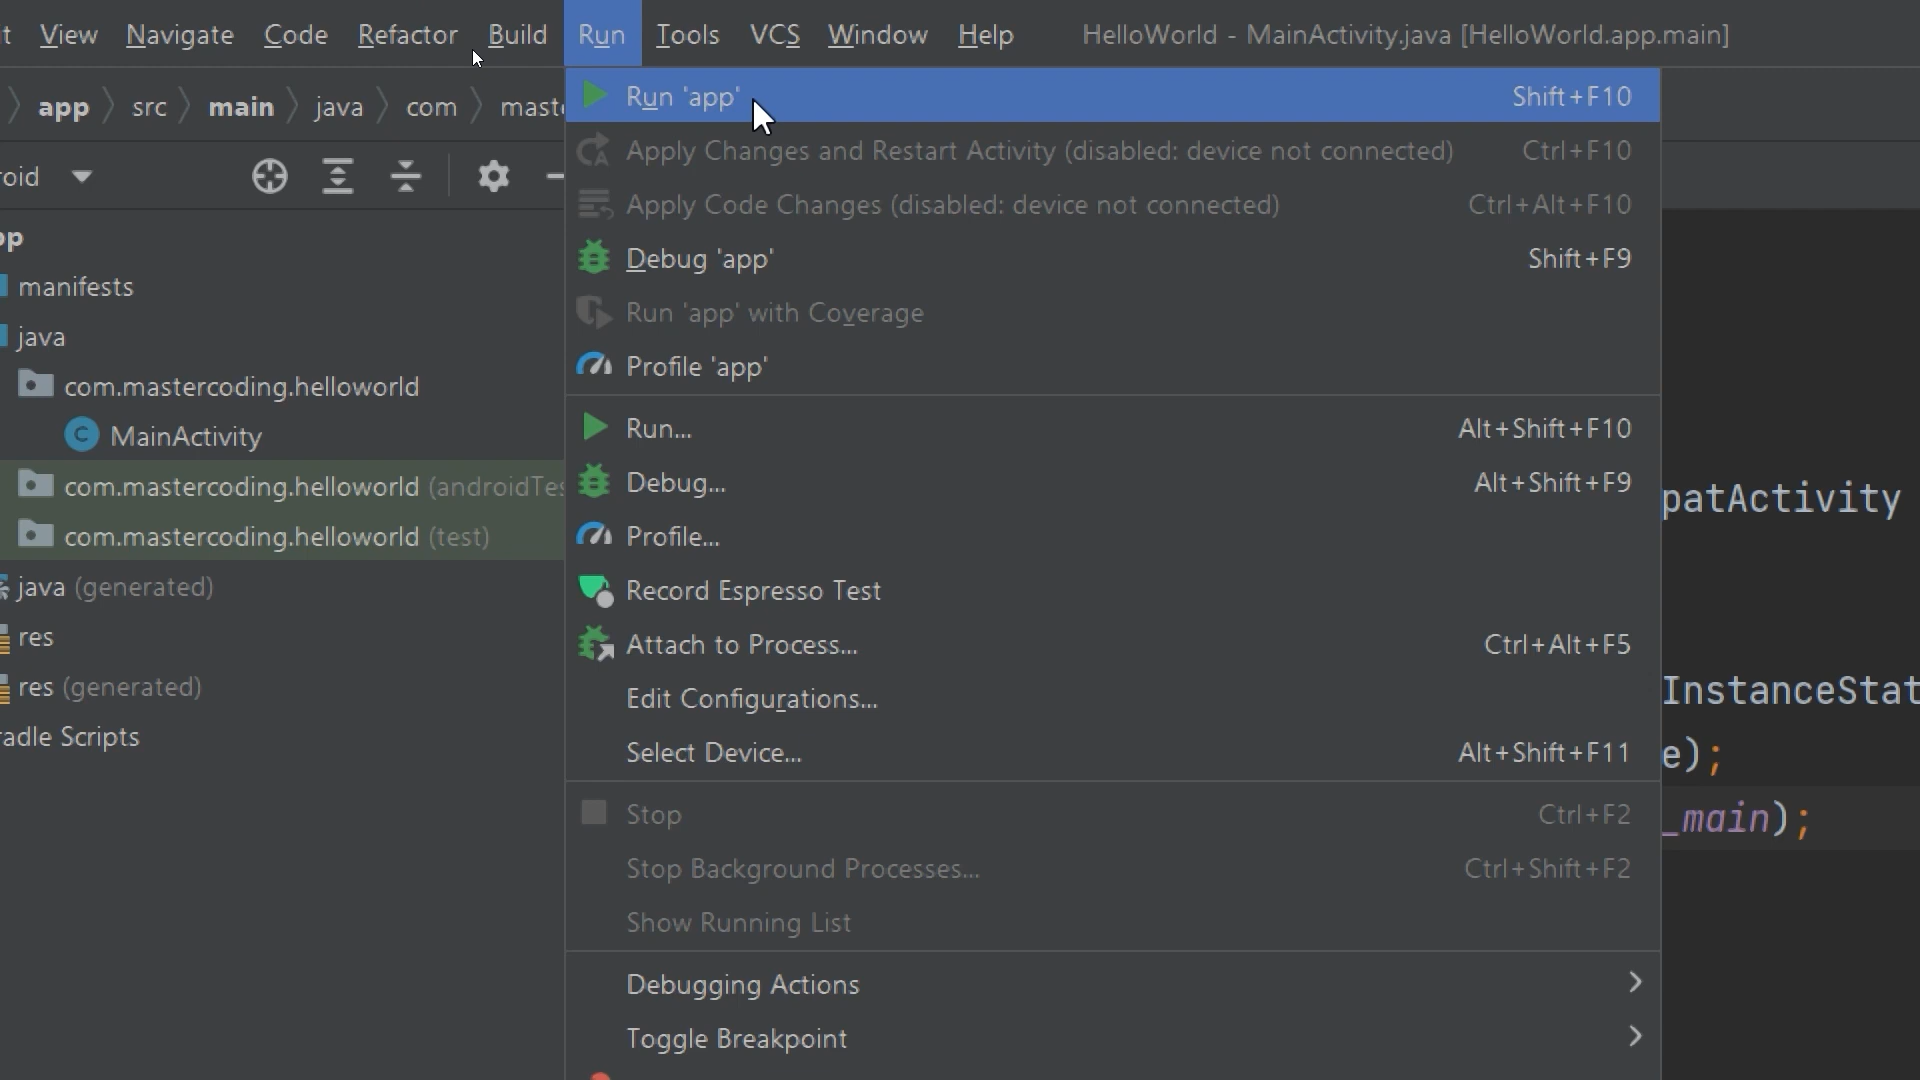 t View Navigate Code Refactor Build Run Tools VCS Window Help HelloWorld - MainActivity.java [HelloWorld.app.main]
app src main java com maste
roid
pp
manifests
java
com.mastercoding.helloworld
MainActivity
com.mastercoding.helloworld (androidTes
com.mastercoding.helloworld (test)
java (generated)
res
res (generated)
radle Scripts
Run 'app' Shift+F10
Apply Changes and Restart Activity (disabled: device not connected) Ctrl+F10
Apply Code Changes (disabled: device not connected) Ctrl+Alt+F10
Debug 'app' Shift+F9
Run 'app' with Coverage
Profile 'app'
Run... Alt+Shift+F10
Debug... Alt+Shift+F9
Profile...
Record Espresso Test
Attach to Process... Ctrl+Alt+F5
Edit Configurations...
Select Device... Alt+Shift+F11
Stop Ctrl+F2
Stop Background Processes... Ctrl+Shift+F2
Show Running List
Debugging Actions
Toggle Breakpoint
patActivity
InstanceStat
e);
_main);